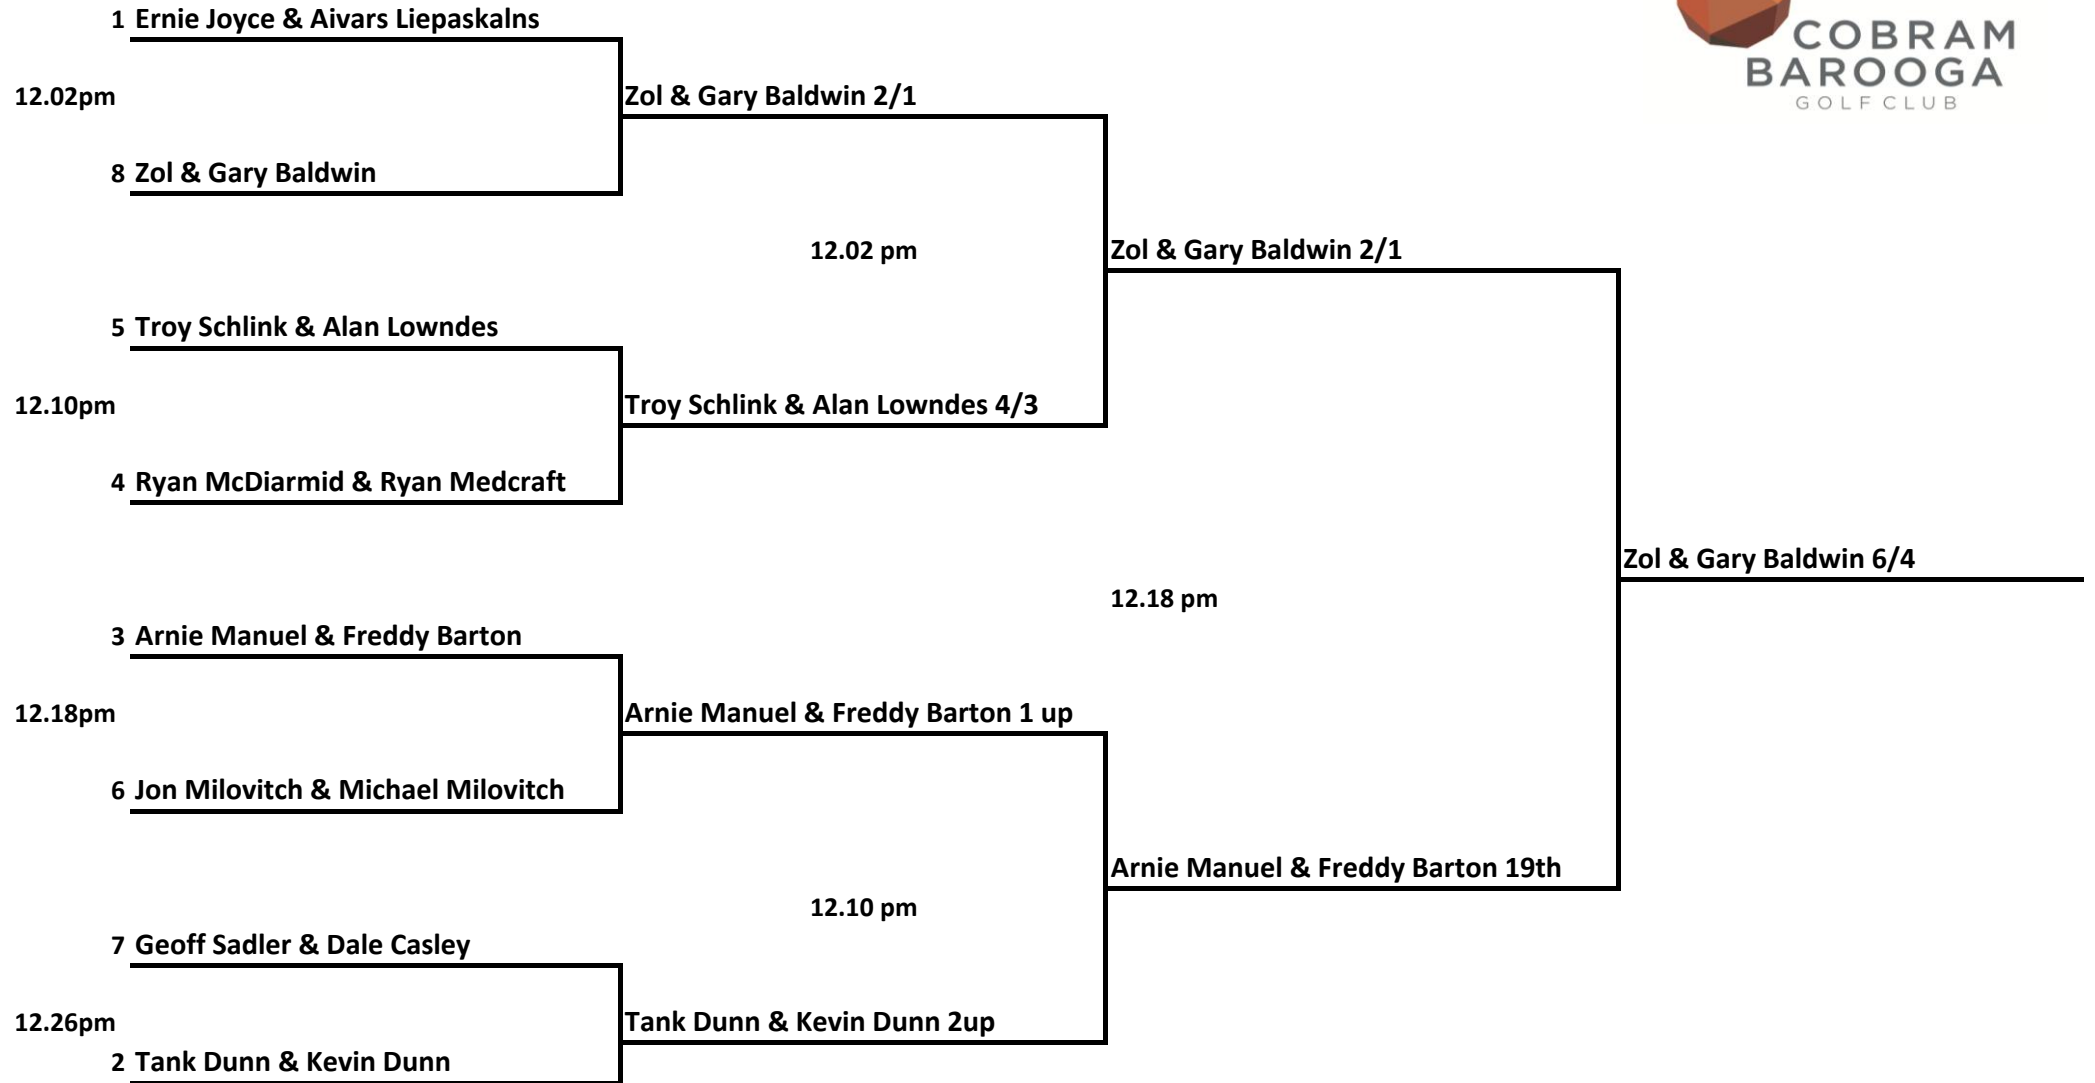 1 Ernie Joyce & Aivars Liepaskalns
COBRAM
BAROOGA
GOLF CLUB
12.02pm
Zol & Gary Baldwin 2/1
8 Zol & Gary Baldwin
12.02 pm
Zol & Gary Baldwin 2/1
5 Troy Schlink & Alan Lowndes
12.10pm
Troy Schlink & Alan Lowndes 4/3
4 Ryan McDiarmid & Ryan Medcraft
Zol & Gary Baldwin 6/4
12.18 pm
3 Arnie Manuel & Freddy Barton
12.18pm
Arnie Manuel & Freddy Barton 1 up
6 Jon Milovitch & Michael Milovitch
Arnie Manuel & Freddy Barton 19th
12.10 pm
7 Geoff Sadler & Dale Casley
12.26pm
Tank Dunn & Kevin Dunn 2up
2 Tank Dunn & Kevin Dunn